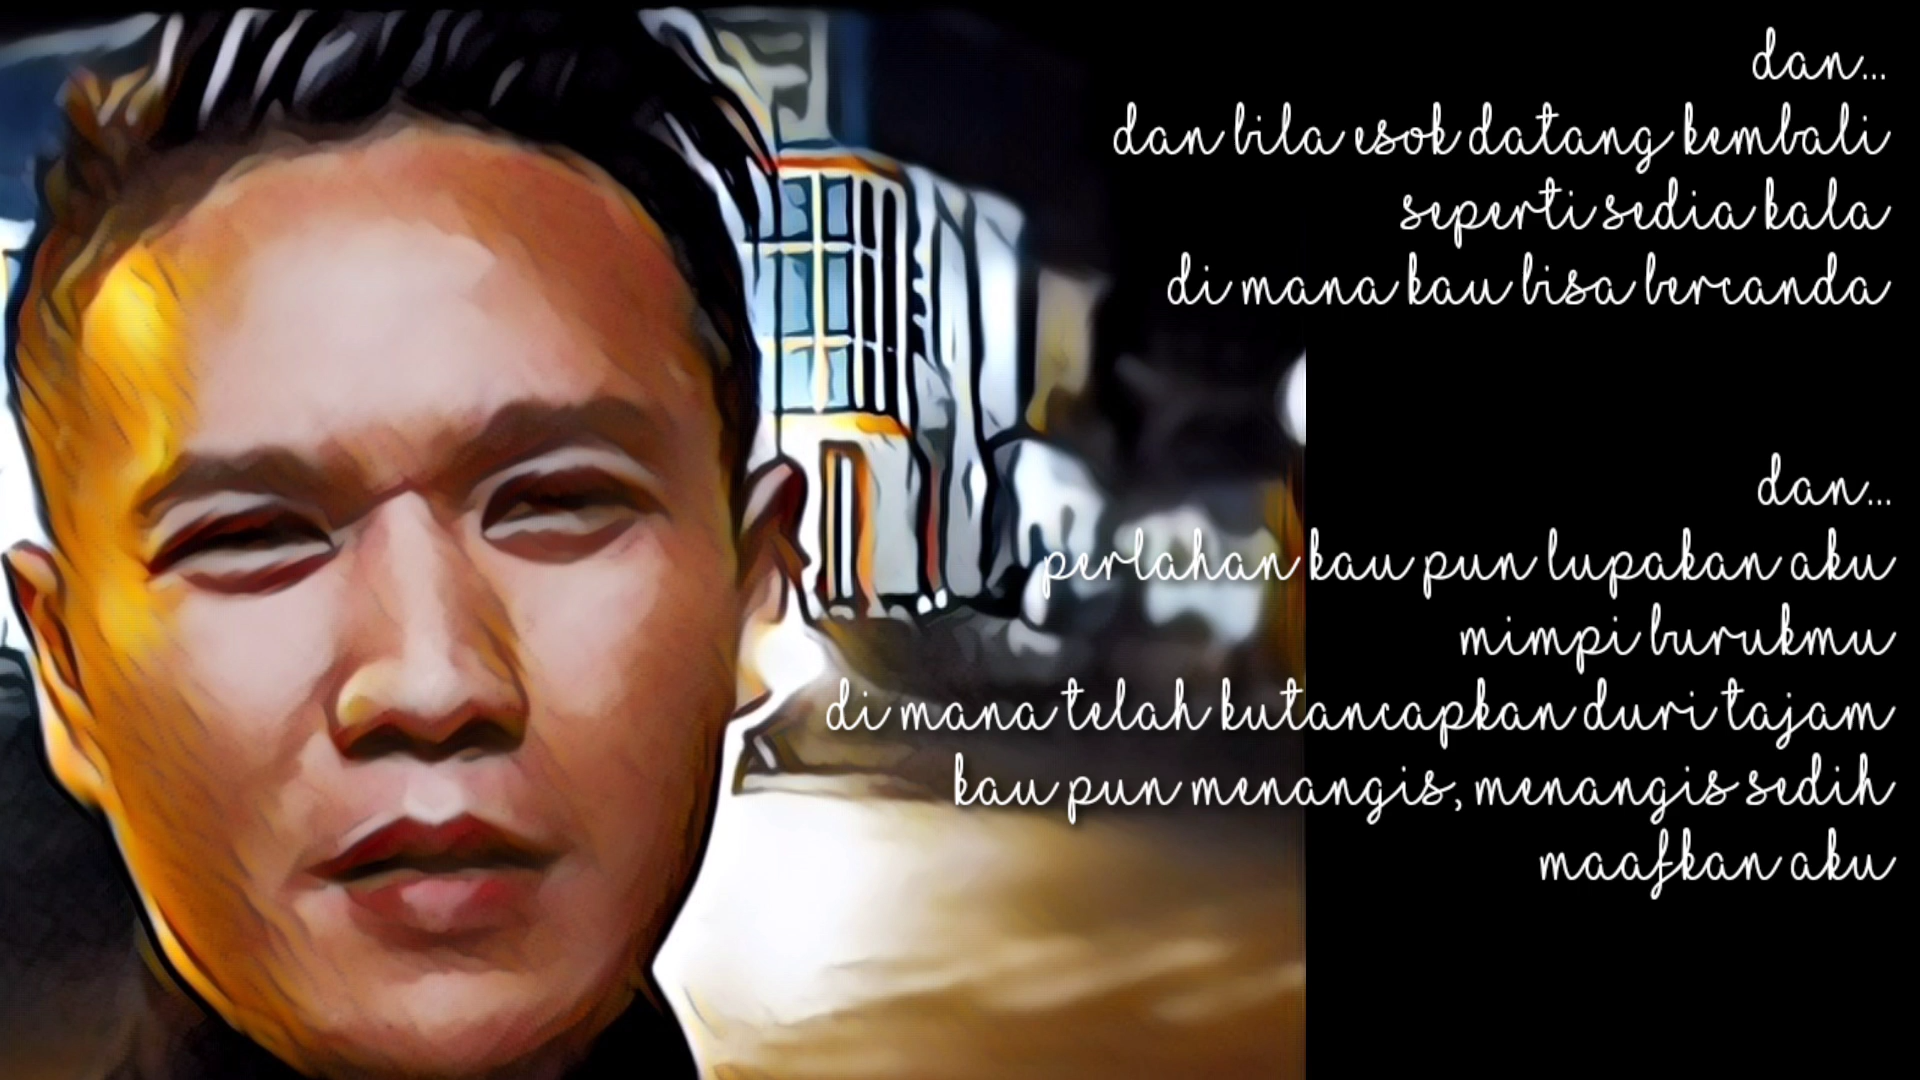 dan...
dan bila esok datang kembali
seperti sedia kala
di mana kau bisa bercanda
dan...
perlahan kau pun lupakan aku
mimpi burukmu
di mana telah kutancapkan duri tajam
kau pun menangis, menangis sedih
maafkan aku